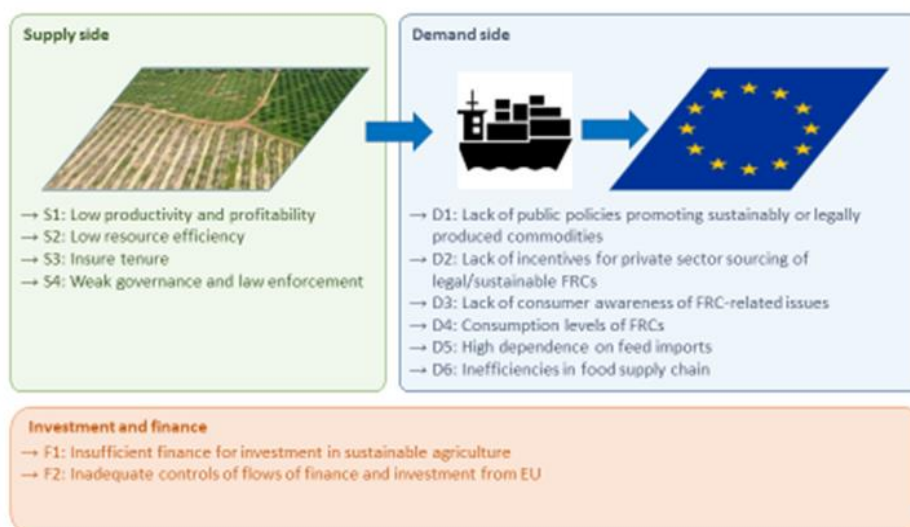 Supply side
→ S1: Low productivity and profitability
→ S2: Low resource efficiency
→ S3: Insure tenure
→ S4: Weak governance and law enforcement
Demand side
→ D1: Lack of public policies promoting sustainably or legally
produced commodities
→ D2: Lack of incentives for private sector sourcing of
legal/sustainable FRCs
→ D3: Lack of consumer awareness of FRC-related issues
→ D4: Consumption levels of FRCs
→ D5: High dependence on feed imports
→ D6: Inefficiencies in food supply chain
Investment and finance
→ F1: Insufficient finance for investment in sustainable agriculture
→ F2: Inadequate controls of flows of finance and investment from EU